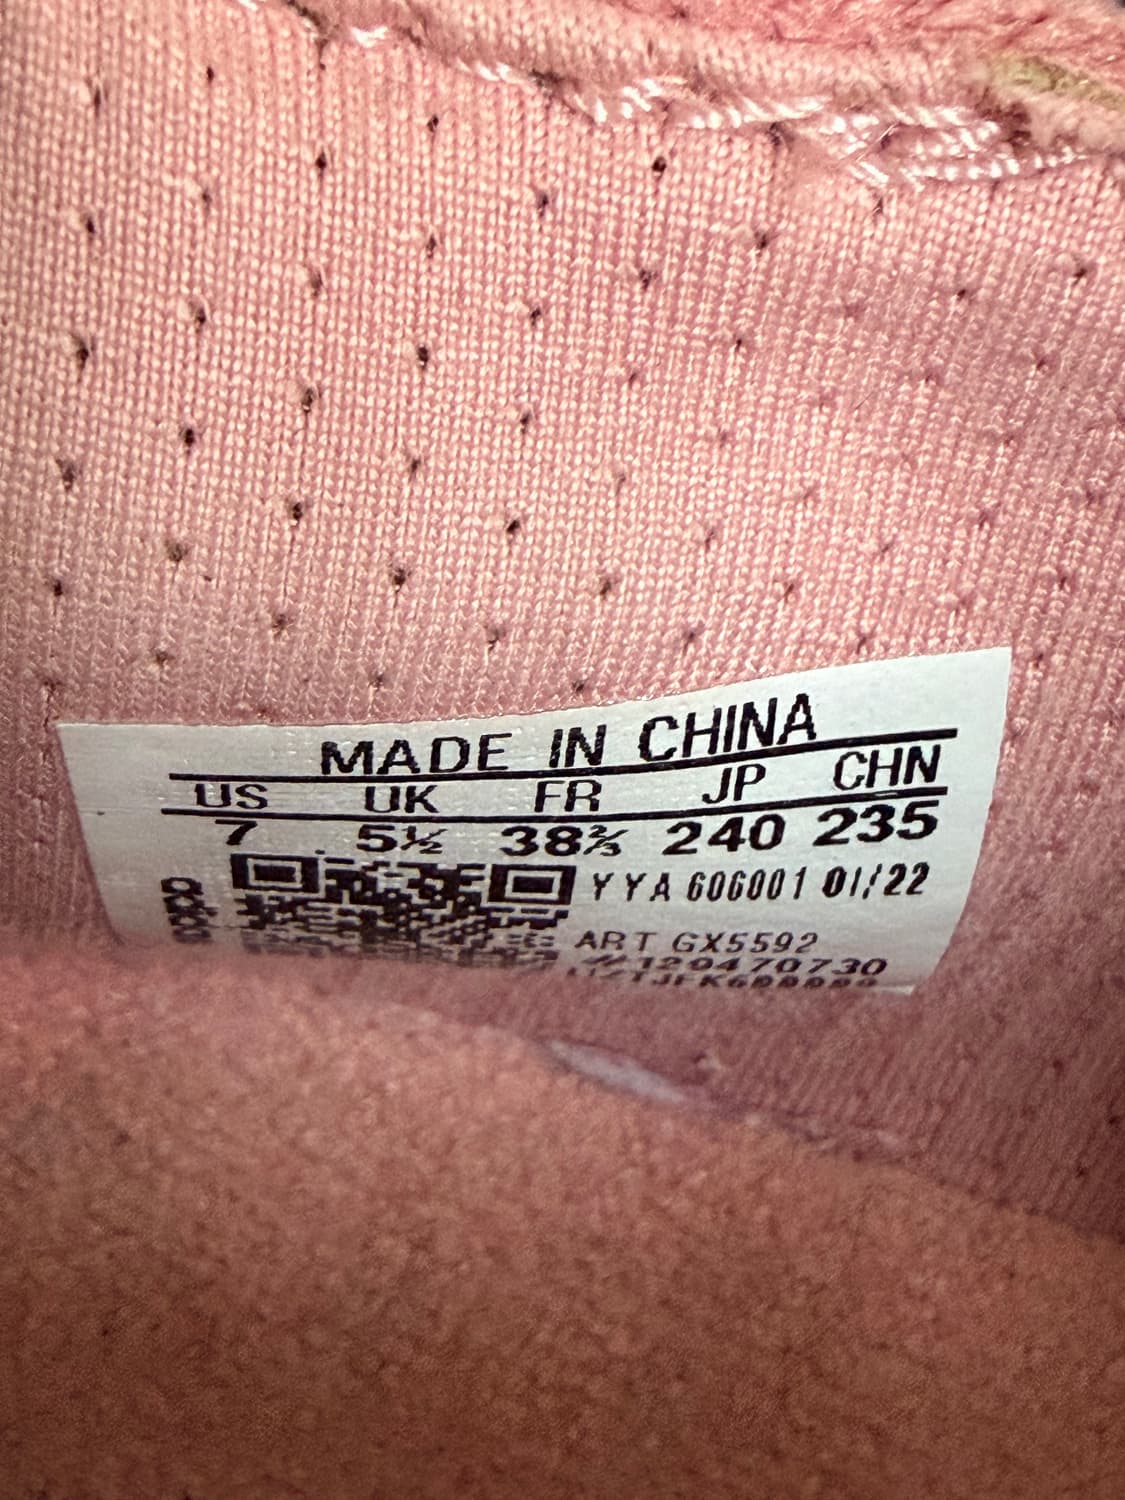 MADE IN CHINA
US UK FR JP CHN
7 5½ 38⅔ 240 235
YYA 606001 01/22
ART GX5592
#129470730